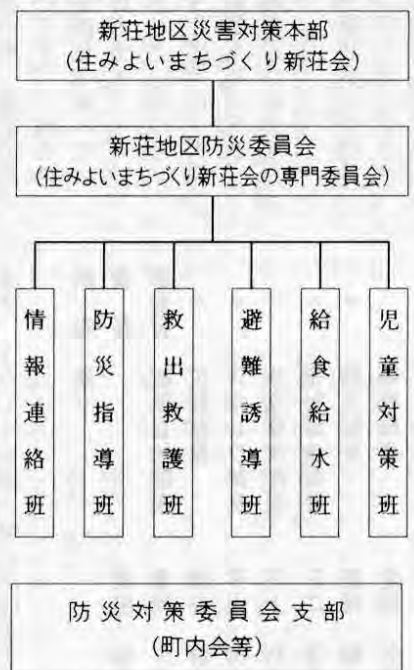 新荘地区災害対策本部
(住みよいまちづくり新荘会)
新荘地区防災委員会
(住みよいまちづくり新荘会の専門委員会)
情報連絡班
防災指導班
救出救護班
避難誘導班
給食給水班
児童対策班
防災対策委員会支部
(町内会等)